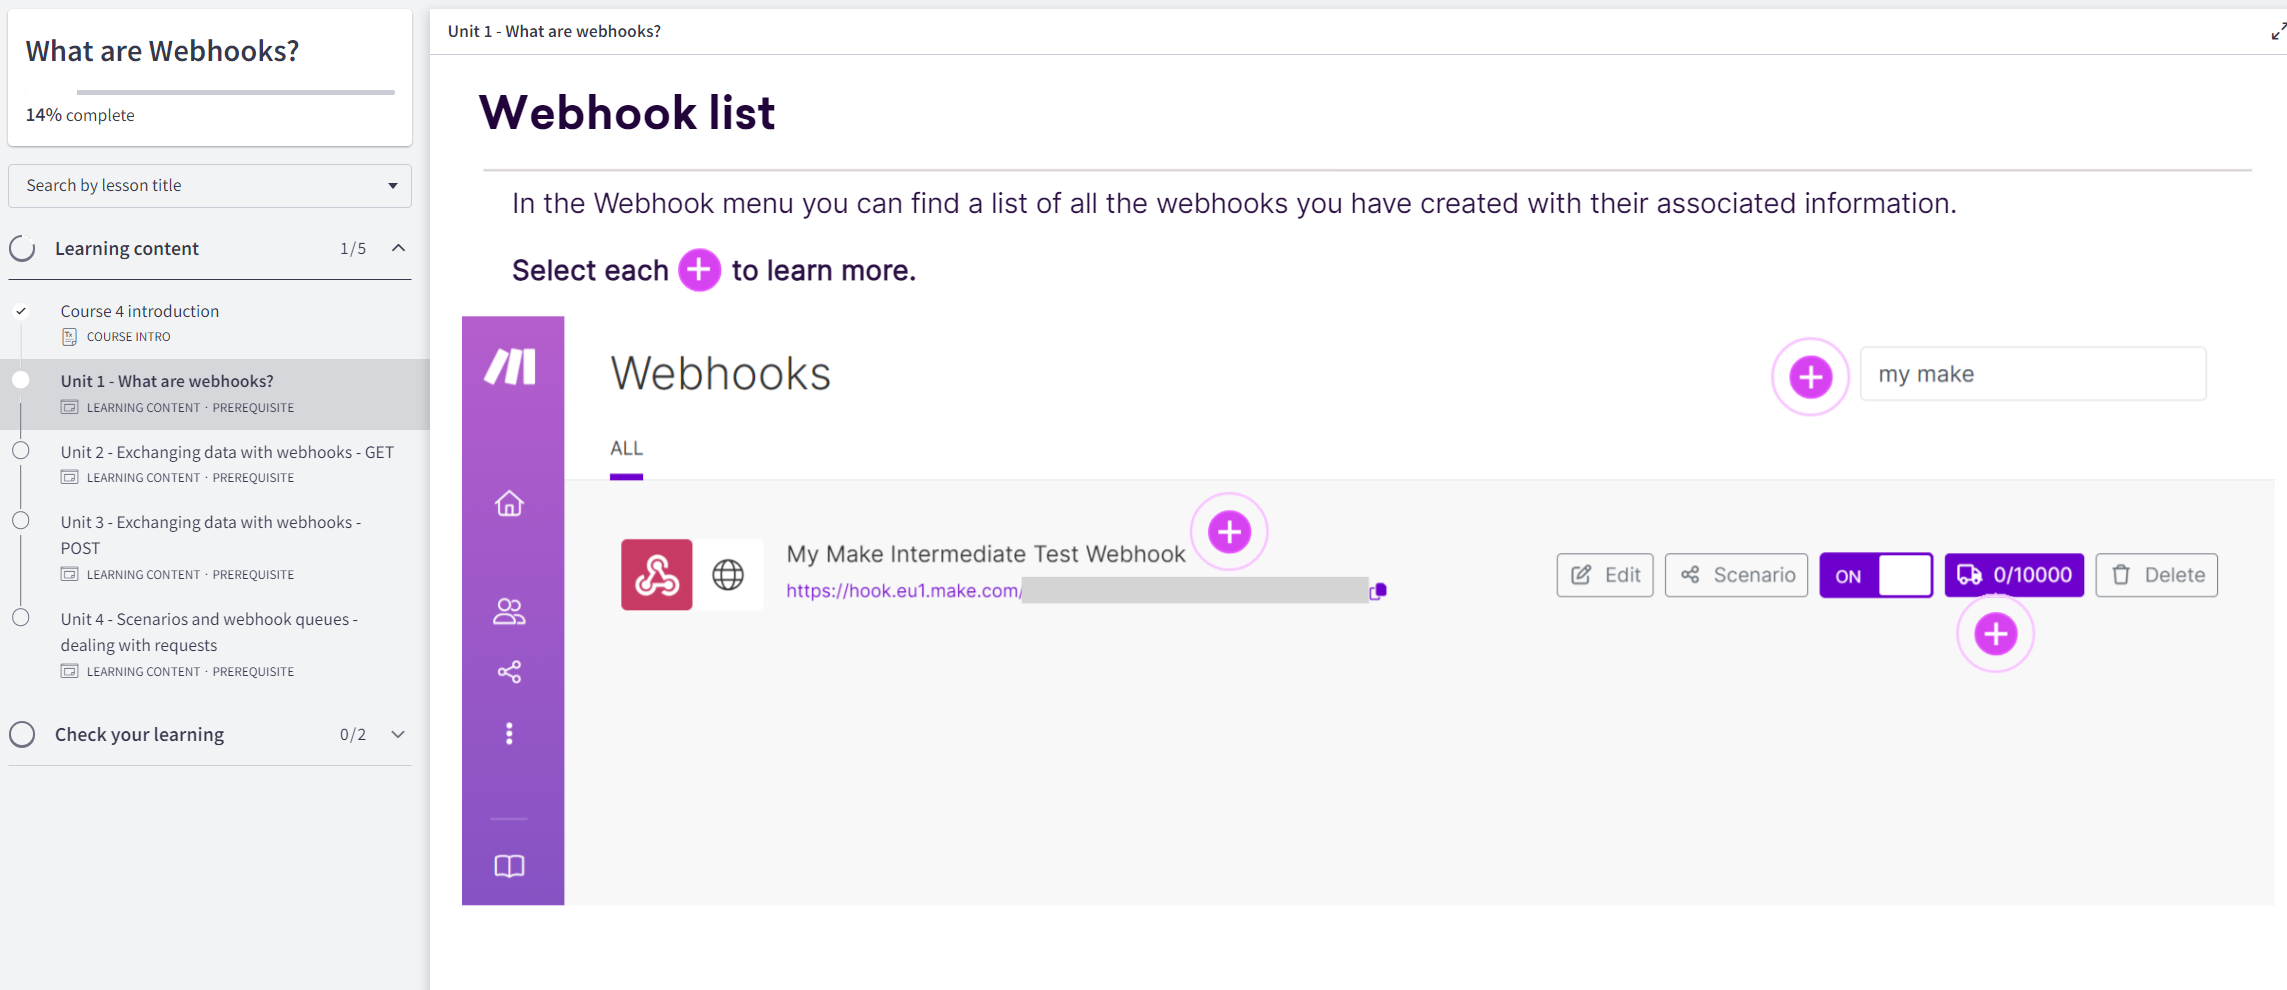 What are Webhooks?
14% complete
Search by lesson title
Learning content 1/5
Course 4 introduction
COURSE INTRO
Unit 1 - What are webhooks?
LEARNING CONTENT · PREREQUISITE
Unit 2 - Exchanging data with webhooks - GET
LEARNING CONTENT · PREREQUISITE
Unit 3 - Exchanging data with webhooks -
POST
LEARNING CONTENT · PREREQUISITE
Unit 4 - Scenarios and webhook queues -
dealing with requests
LEARNING CONTENT · PREREQUISITE
Check your learning 0/2
Unit 1 - What are webhooks?
Webhook list
In the Webhook menu you can find a list of all the webhooks you have created with their associated information.
Select each + to learn more.
Webhooks
my make
ALL
My Make Intermediate Test Webhook
https://hook.eu1.make.com/
Edit Scenario ON 0/10000 Delete